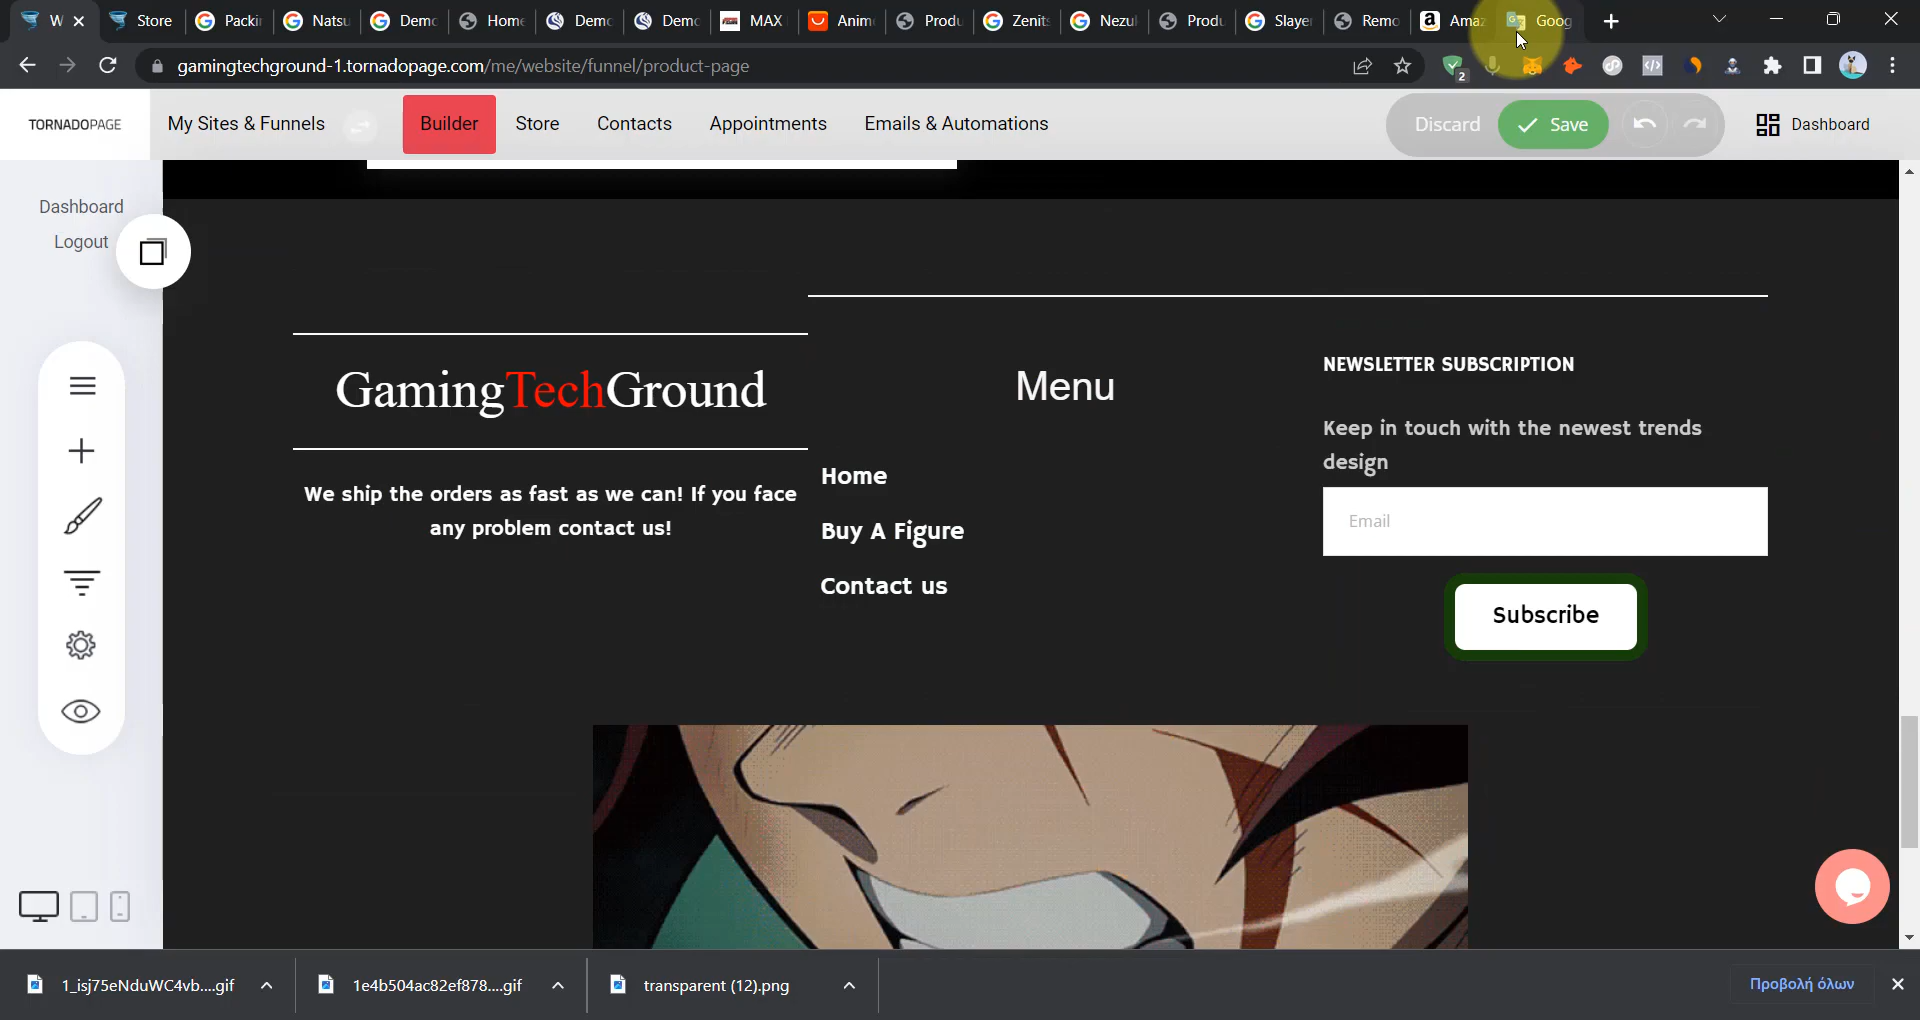 W
Store
Packi
Natsu
Demo
Home
Demo
Demo
MAX
Anim
Produ
Zenits
Nezuk
Produ
Slayer
Remo
Amaz
Goog
gamingtechground-1.tornadopage.com/me/website/funnel/product-page
2
TORNADOPAGE
My Sites & Funnels
Builder
Store
Contacts
Appointments
Emails & Automations
Discard
Save
Dashboard
Dashboard
Logout
GamingTechGround
We ship the orders as fast as we can! If you face
any problem contact us!
Menu
Home
Buy A Figure
Contact us
NEWSLETTER SUBSCRIPTION
Keep in touch with the newest trends
design
Email
Subscribe
1_isj75eNduWC4vb....gif
1e4b504ac82ef878....gif
transparent (12).png
Προβολή όλων